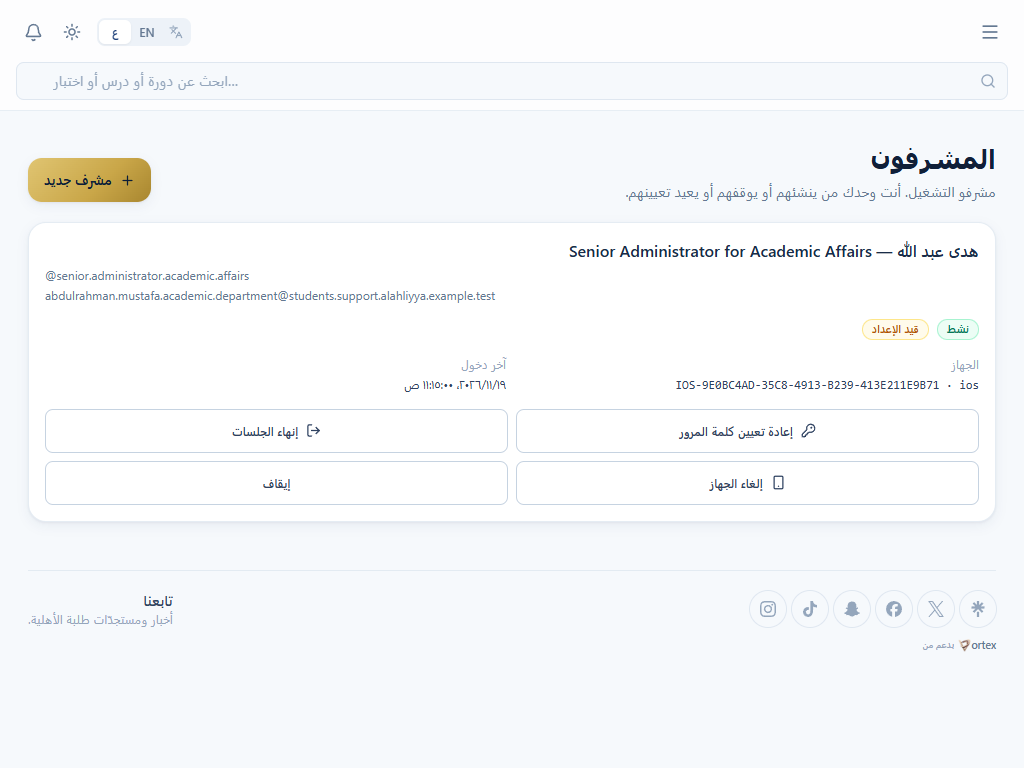 ع EN
ابحث عن دورة أو درس أو اختبار...
المشرفون
مشرفو التشغيل. أنت وحدك من ينشئهم أو يوقفهم أو يعيد تعيينهم.
مشرف جديد
هدى عبد الله — Senior Administrator for Academic Affairs
@senior.administrator.academic.affairs
abdulrahman.mustafa.academic.department@students.support.alahliyya.example.test
نشط قيد الإعداد
الجهاز
IOS-9E0BC4AD-35C8-4913-B239-413E211E9B71 · ios
آخر دخول
١٩‏/١١‏/٢٠٢٦، ١١:١٥:٠٠ ص
إعادة تعيين كلمة المرور
إنهاء الجلسات
إلغاء الجهاز
إيقاف
تابعنا
أخبار ومستجدّات طلبة الأهلية.
بدعم من ortex